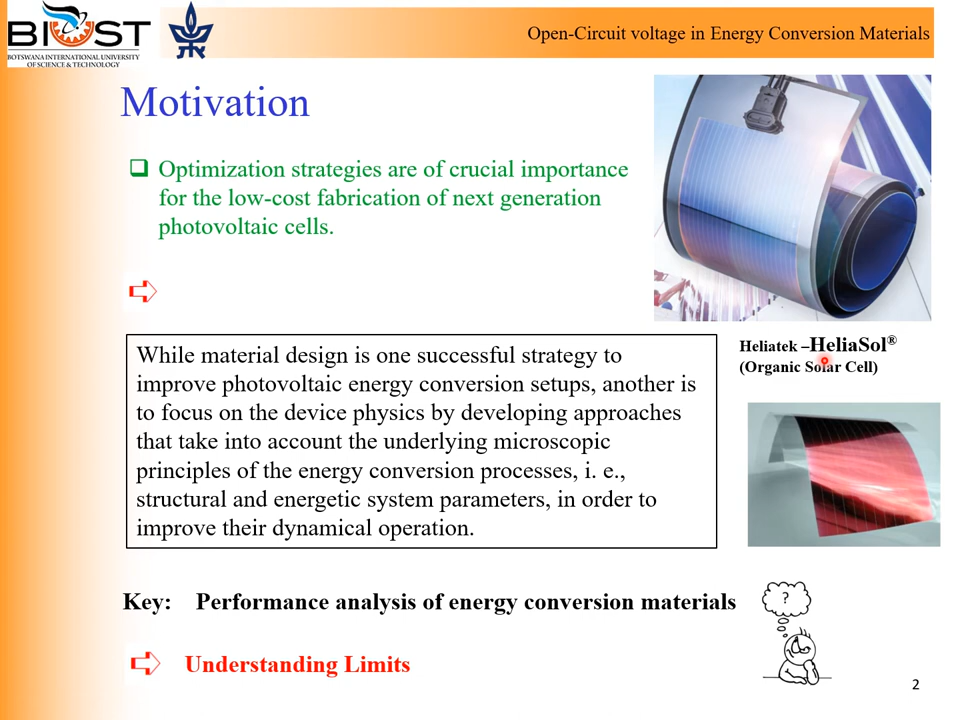 BIUST
BOTSWANA INTERNATIONAL UNIVERSITY
OF SCIENCE & TECHNOLOGY
Open-Circuit voltage in Energy Conversion Materials
Motivation
Optimization strategies are of crucial importance
for the low-cost fabrication of next generation
photovoltaic cells.
Heliatek –HeliaSol®
(Organic Solar Cell)
While material design is one successful strategy to
improve photovoltaic energy conversion setups, another is
to focus on the device physics by developing approaches
that take into account the underlying microscopic
principles of the energy conversion processes, i. e.,
structural and energetic system parameters, in order to
improve their dynamical operation.
Key: Performance analysis of energy conversion materials
?
Understanding Limits
2